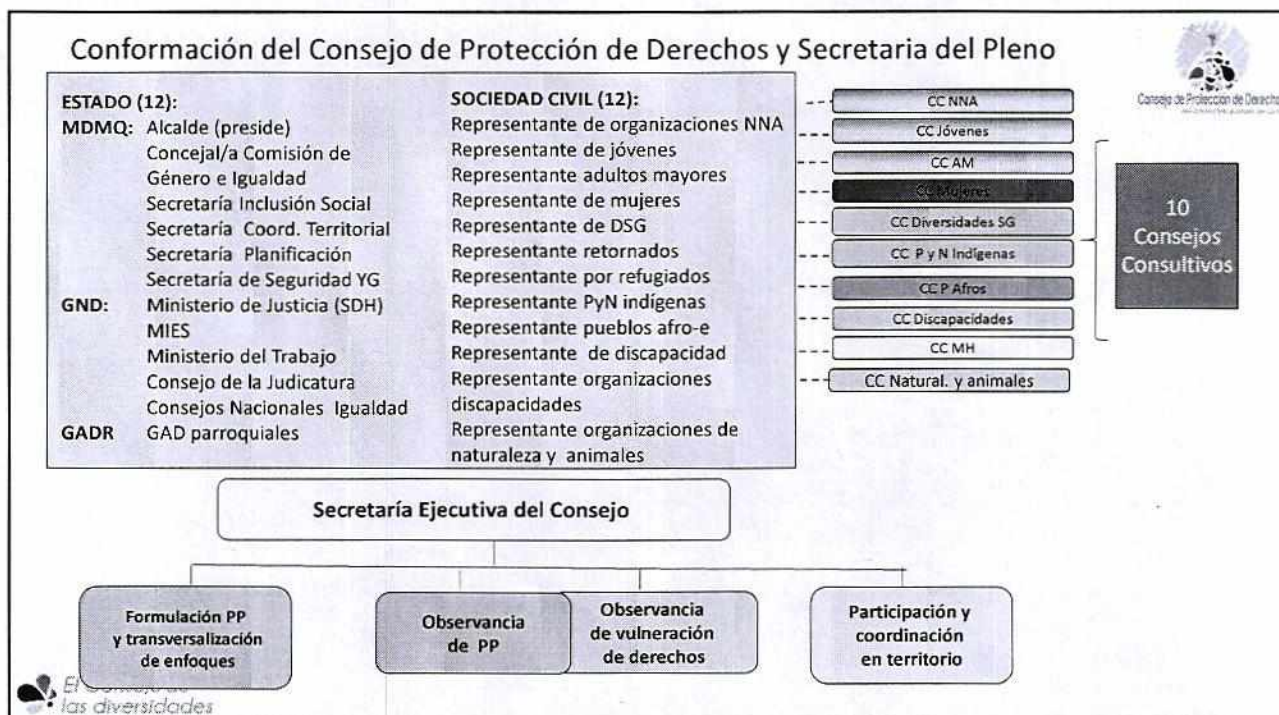 Conformación del Consejo de Protección de Derechos y Secretaria del Pleno
Consejo de Protección de Derecho
ESTADO (12):
MDMQ: Alcalde (preside)
Concejal/a Comisión de
Género e Igualdad
Secretaría Inclusión Social
Secretaría Coord. Territorial
Secretaría Planificación
Secretaría de Seguridad YG
GND: Ministerio de Justicia (SDH)
MIES
Ministerio del Trabajo
Consejo de la Judicatura
Consejos Nacionales Igualdad
GADR GAD parroquiales
SOCIEDAD CIVIL (12):
Representante de organizaciones NNA
Representante de jóvenes
Representante adultos mayores
Representante de mujeres
Representante de DSG
Representante retornados
Representante por refugiados
Representante PyN indígenas
Representante pueblos afro-e
Representante de discapacidad
Representante organizaciones
discapacidades
Representante organizaciones de
naturaleza y animales
CC NNA
CC Jóvenes
CC AM
CC Mujeres
CC Diversidades SG
CC P y N Indígenas
CC P Afros
CC Discapacidades
CC MH
CC Natural. y animales
10
Consejos
Consultivos
Secretaría Ejecutiva del Consejo
Formulación PP
y transversalización
de enfoques
Observancia
de PP
Observancia
de vulneración
de derechos
Participación y
coordinación
en territorio
El Consejo de
las diversidades